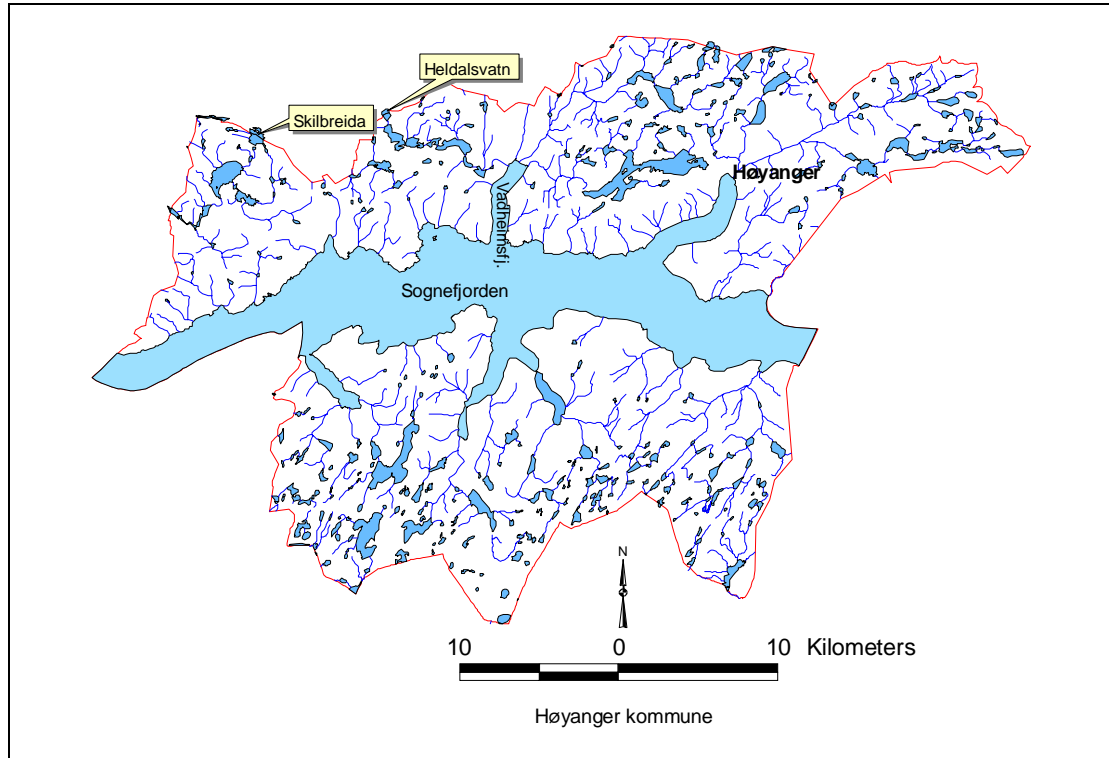 Heldalsvatn
Skilbreida
Høyanger
Vadheimsfj.
Sognefjorden
N
10 0 10 Kilometers
Høyanger kommune